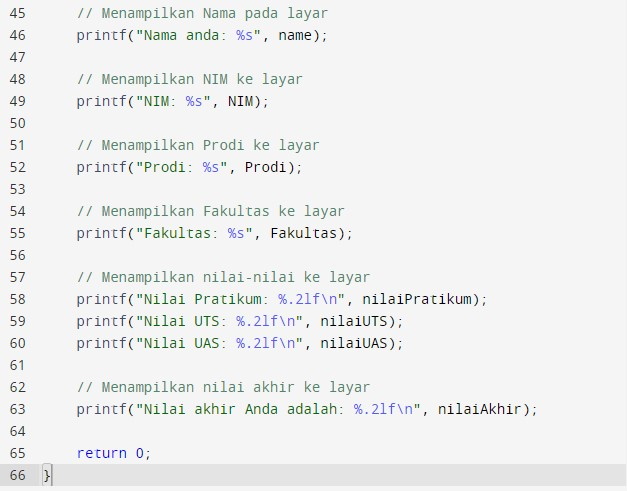 45 // Menampilkan Nama pada layar
46 printf("Nama anda: %s", name);
47
48 // Menampilkan NIM ke layar
49 printf("NIM: %s", NIM);
50
51 // Menampilkan Prodi ke layar
52 printf("Prodi: %s", Prodi);
53
54 // Menampilkan Fakultas ke layar
55 printf("Fakultas: %s", Fakultas);
56
57 // Menampilkan nilai-nilai ke layar
58 printf("Nilai Pratikum: %.2lf\n", nilaiPratikum);
59 printf("Nilai UTS: %.2lf\n", nilaiUTS);
60 printf("Nilai UAS: %.2lf\n", nilaiUAS);
61
62 // Menampilkan nilai akhir ke layar
63 printf("Nilai akhir Anda adalah: %.2lf\n", nilaiAkhir);
64
65 return 0;
66 }